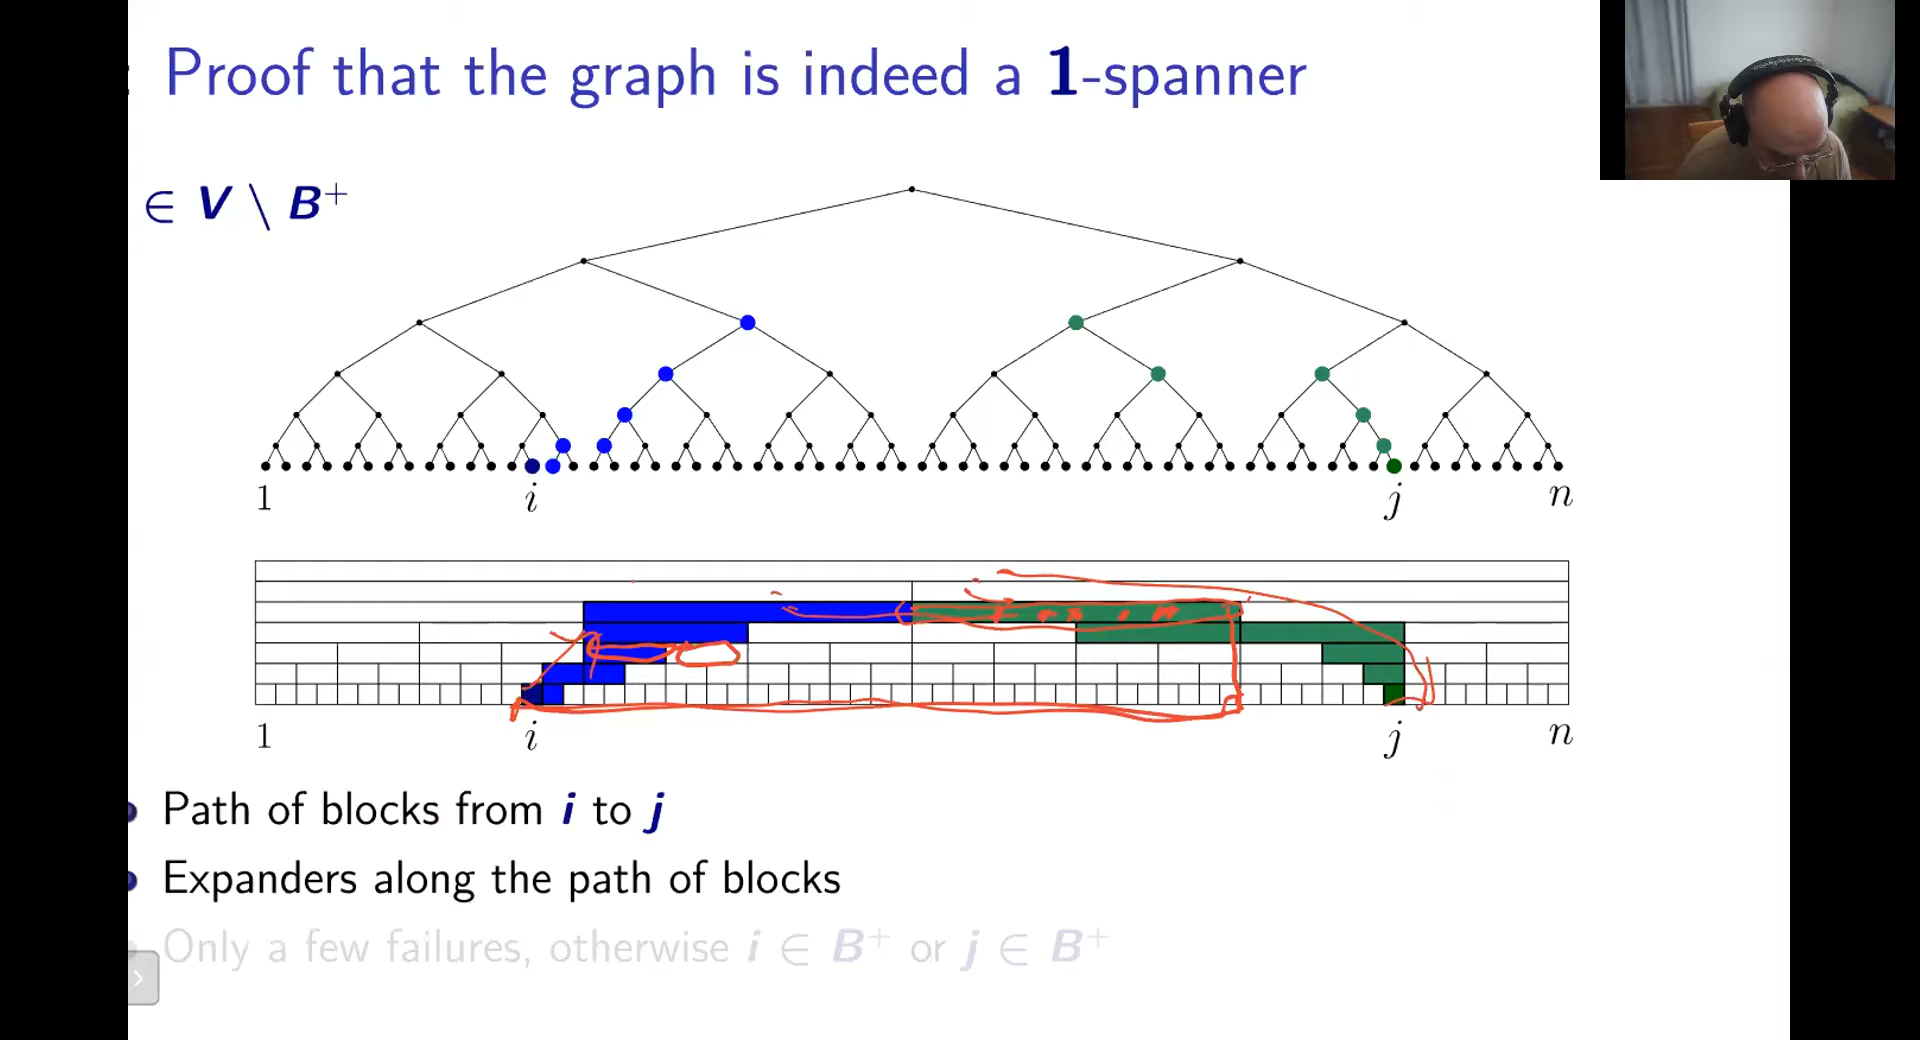 : Proof that the graph is indeed a 1-spanner
∈ V \ B⁺
1 i j n
1 i j n
Path of blocks from i to j
Expanders along the path of blocks
Only a few failures, otherwise i ∈ B⁺ or j ∈ B⁺